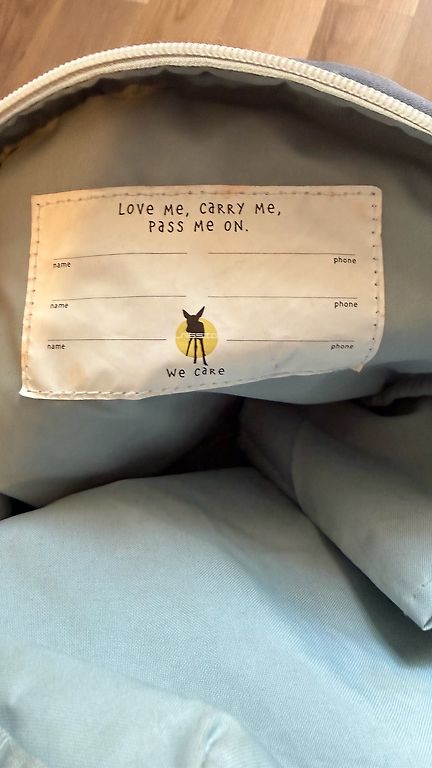 LOVE ME, CARRY ME,
PASS ME ON.
name phone
name phone
name phone
We care